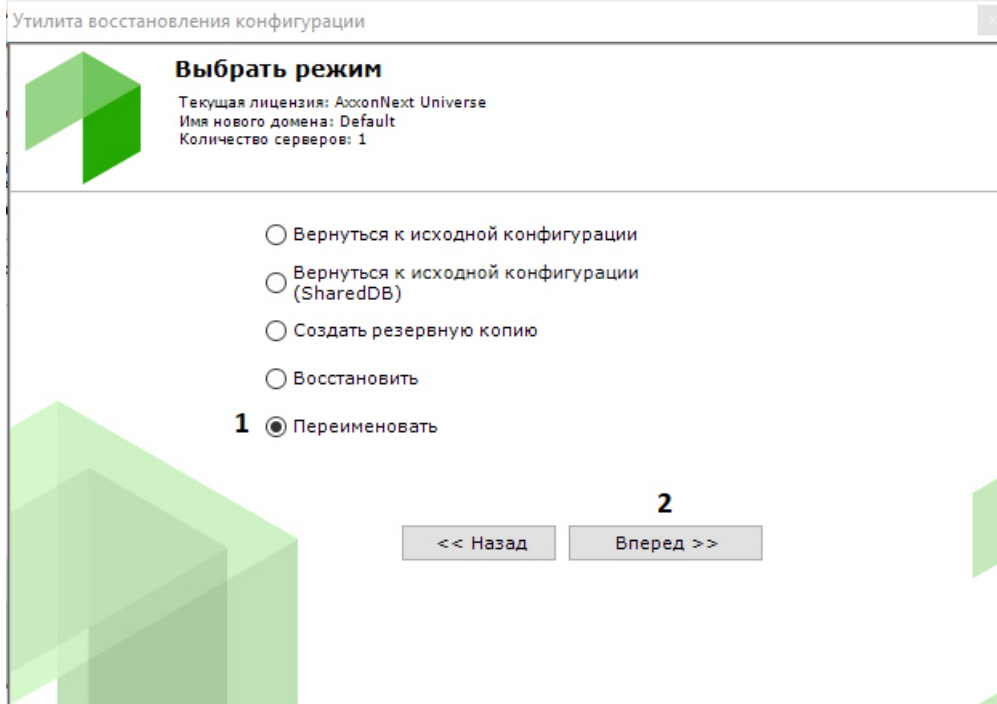 Утилита восстановления конфигурации
Выбрать режим
Текущая лицензия: AxxonNext Universe
Имя нового домена: Default
Количество серверов: 1
Вернуться к исходной конфигурации
Вернуться к исходной конфигурации
(SharedDB)
Создать резервную копию
Восстановить
1 Переименовать
2
<< Назад Вперед >>